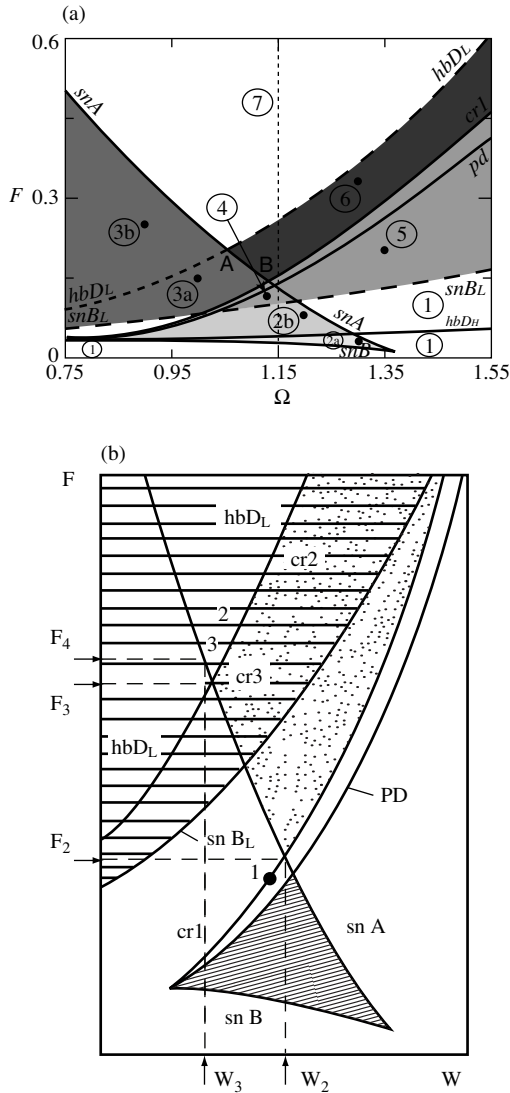 (a)
0.6
0.3
0
F
snA
hbDL
cr1
pd
7
4
6
3b
A
B
5
3a
hbDL
snBL
snA
snBL
1
2b
hbDH
1
2a
snB
1
0.75
0.95
1.15
1.35
1.55
Ω
(b)
F
hbDL
cr2
2
3
F4
cr3
F3
hbDL
PD
sn BL
F2
1
cr1
sn A
sn B
W3
W2
W